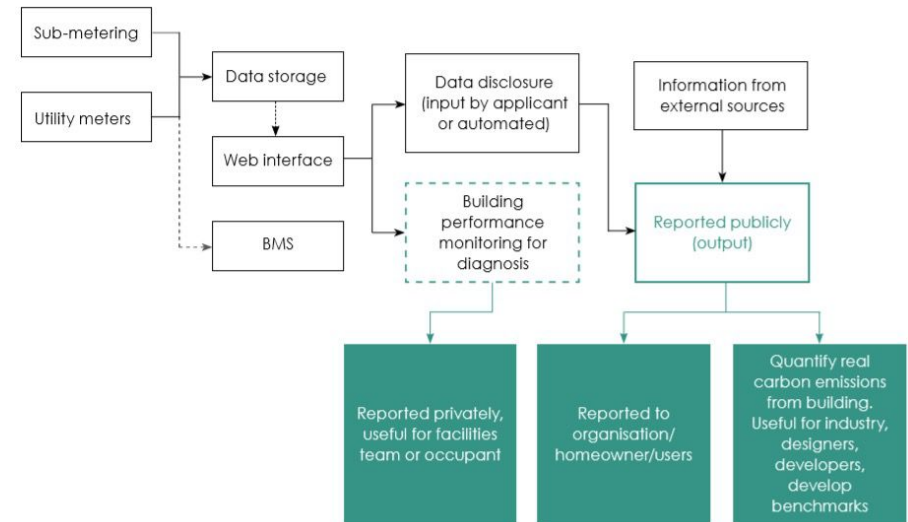 Sub-metering
Utility meters
Data storage
Web interface
BMS
Data disclosure
(input by applicant
or automated)
Building
performance
monitoring for
diagnosis
Information from
external sources
Reported publicly
(output)
Reported privately,
useful for facilities
team or occupant
Reported to
organisation/
homeowner/users
Quantify real
carbon emissions
from building.
Useful for industry,
designers,
developers,
develop
benchmarks